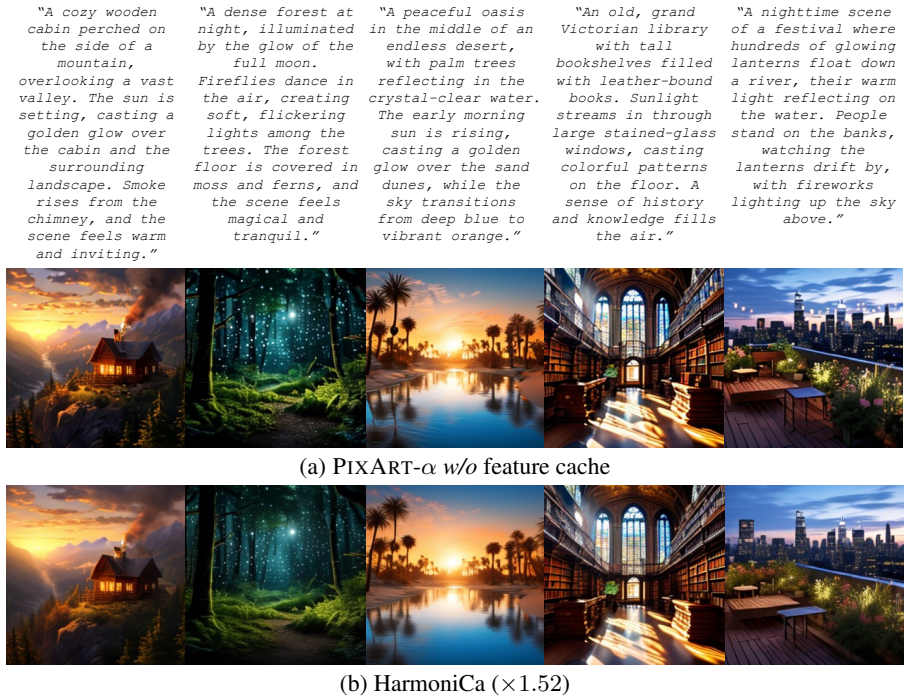 “A cozy wooden
cabin perched on
the side of a
mountain,
overlooking a vast
valley. The sun is
setting, casting a
golden glow over
the cabin and the
surrounding
landscape. Smoke
rises from the
chimney, and the
scene feels warm
and inviting.”
“A dense forest at
night, illuminated
by the glow of the
full moon.
Fireflies dance in
the air, creating
soft, flickering
lights among the
trees. The forest
floor is covered in
moss and ferns, and
the scene feels
magical and
tranquil.”
“A peaceful oasis
in the middle of an
endless desert,
with palm trees
reflecting in the
crystal-clear water.
The early morning
sun is rising,
casting a golden
glow over the sand
dunes, while the
sky transitions
from deep blue to
vibrant orange.”
“An old, grand
Victorian library
with tall
bookshelves filled
with leather-bound
books. Sunlight
streams in through
large stained-glass
windows, casting
colorful patterns
on the floor. A
sense of history
and knowledge fills
the air.”
“A nighttime scene
of a festival where
hundreds of glowing
lanterns float down
a river, their warm
light reflecting on
the water. People
stand on the banks,
watching the
lanterns drift by,
with fireworks
lighting up the sky
above.”
(a) PIXART-α w/o feature cache
(b) HarmoniCa (×1.52)